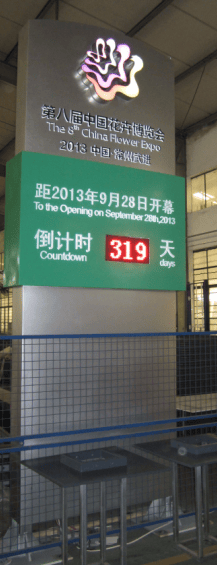 第八届中国花卉博览会
The 8th China Flower Expo
2013 中国·常州武进
距2013年9月28日开幕
To the Opening on September 28th,2013
倒计时 319 天
Countdown days